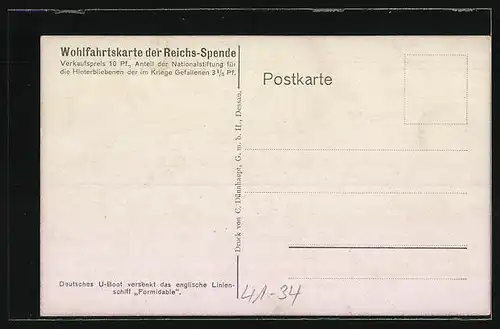 Wohlfahrtskarte der Reichs-Spende
Verkaufspreis 10 Pf., Anteil der Nationalstiftung für
die Hinterbliebenen der im Kriege Gefallenen 3 1/3 Pf.
Postkarte
Druck von C. Dünnhaupt, G. m. b. H., Dessau.
Deutsches U-Boot versenkt das englische Linien-
schiff „Formidable".
41-34